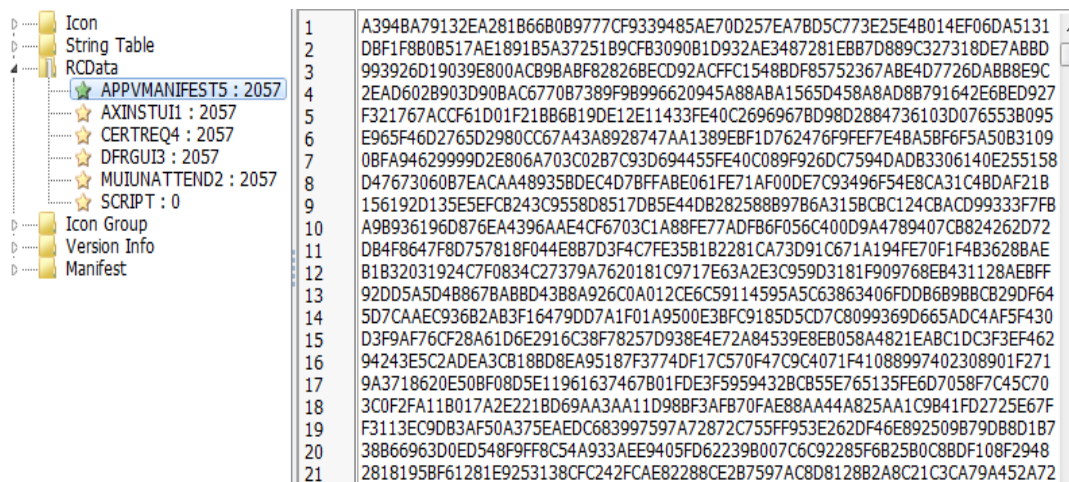 Icon
String Table
RCData
APPVMANIFEST5 : 2057
AXINSTUI1 : 2057
CERTREQ4 : 2057
DFRGUI3 : 2057
MUIUNATTEND2 : 2057
SCRIPT : 0
Icon Group
Version Info
Manifest
1 A394BA79132EA281B66B0B9777CF9339485AE70D257EA7BD5C773E25E4B014EF06DA5131
2 DBF1F8B0B517AE1891B5A37251B9CFB3090B1D932AE3487281EBB7D889C327318DE7ABBD
3 993926D19039E800ACB9BABF82826BECD92ACFFC1548BDF85752367ABE4D7726DABB8E9C
4 2EAD602B903D90BAC6770B7389F9B996620945A88ABA1565D458A8AD8B791642E6BED927
5 F321767ACCF61D01F21BB6B19DE12E11433FE40C2696967BD98D2884736103D076553B095
6 E965F46D2765D2980CC67A43A8928747AA1389EBF1D762476F9FEF7E4BA5BF6F5A50B3109
7 0BFA94629999D2E806A703C02B7C93D694455FE40C089F926DC7594DADB3306140E255158
8 D47673060B7EACAA48935BDEC4D7BFFABE061FE71AF00DE7C93496F54E8CA31C4BDAF21B
9 156192D135E5EFCB243C9558D8517DB5E44DB282588B97B6A315BCBC124CBACD99333F7FB
10 A9B936196D876EA4396AAE4CF6703C1A88FE77ADFB6F056C400D9A4789407CB824262D72
11 DB4F8647F8D757818F044E8B7D3F4C7FE35B1B2281CA73D91C671A194FE70F1F4B3628BAE
12 B1B32031924C7F0834C27379A7620181C9717E63A2E3C959D3181F909768EB431128AEBFF
13 92DD5A5D4B867BABBD43B8A926C0A012CE6C59114595A5C63863406FDDB6B9BBCB29DF64
14 5D7CAAEC936B2AB3F16479DD7A1F01A9500E3BFC9185D5CD7C8099369D665ADC4AF5F430
15 D3F9AF76CF28A61D6E2916C38F78257D938E4E72A84539E8EB058A4821EABC1DC3F3EF462
16 94243E5C2ADEA3CB18BD8EA95187F3774DF17C570F47C9C4071F41088997402308901F271
17 9A3718620E50BF08D5E11961637467B01FDE3F5959432BCB55E765135FE6D7058F7C45C70
18 3C0F2FA11B017A2E221BD69AA3AA11D98BF3AFB70FAE88AA44A825AA1C9B41FD2725E67F
19 F3113EC9DB3AF50A375EAEDC683997597A72872C755FF953E262DF46E892509B79DB8D1B7
20 38B66963D0ED548F9FF8C54A933AEE9405FD62239B007C6C92285F6B25B0C8BDF108F2948
21 2818195BF61281E9253138CFC242FCAE82288CE2B7597AC8D8128B2A8C21C3CA79A452A72